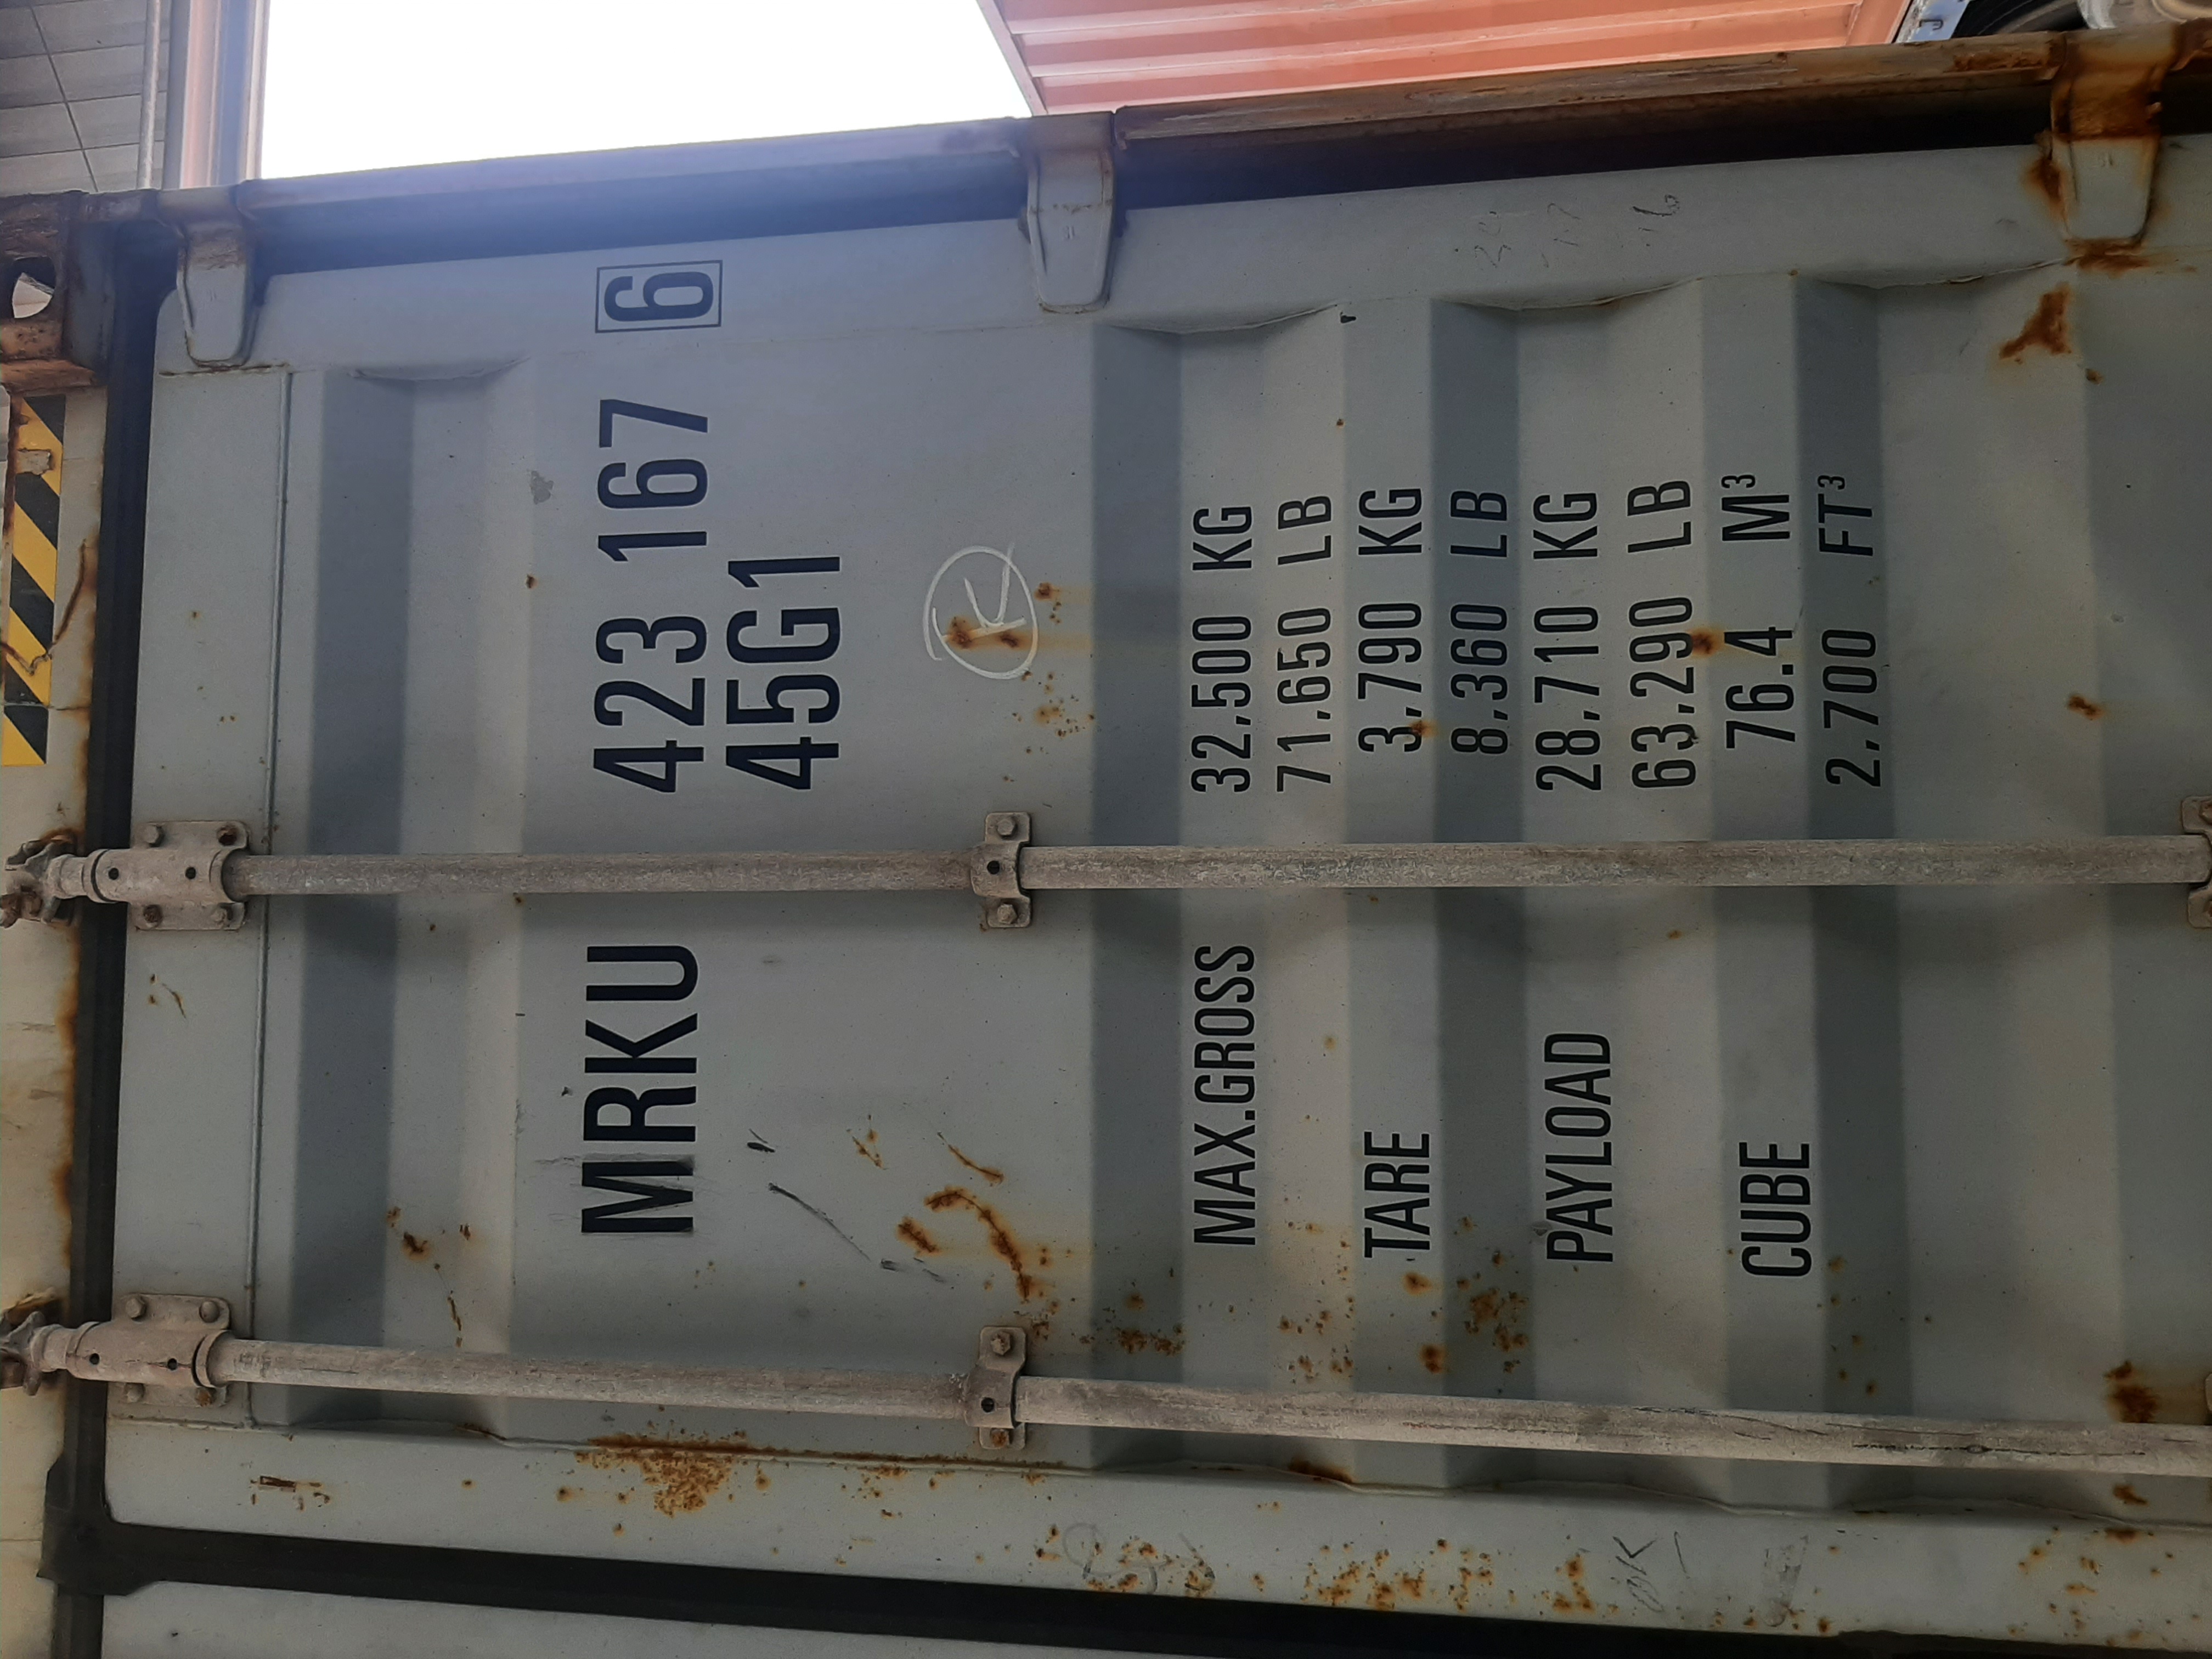 MRKU 423 167 6
45G1
K
MAX.GROSS 32.500 KG
71.650 LB
TARE 3.790 KG
8.360 LB
PAYLOAD 28.710 KG
63.290 LB
CUBE 76.4 M³
2.700 FT³